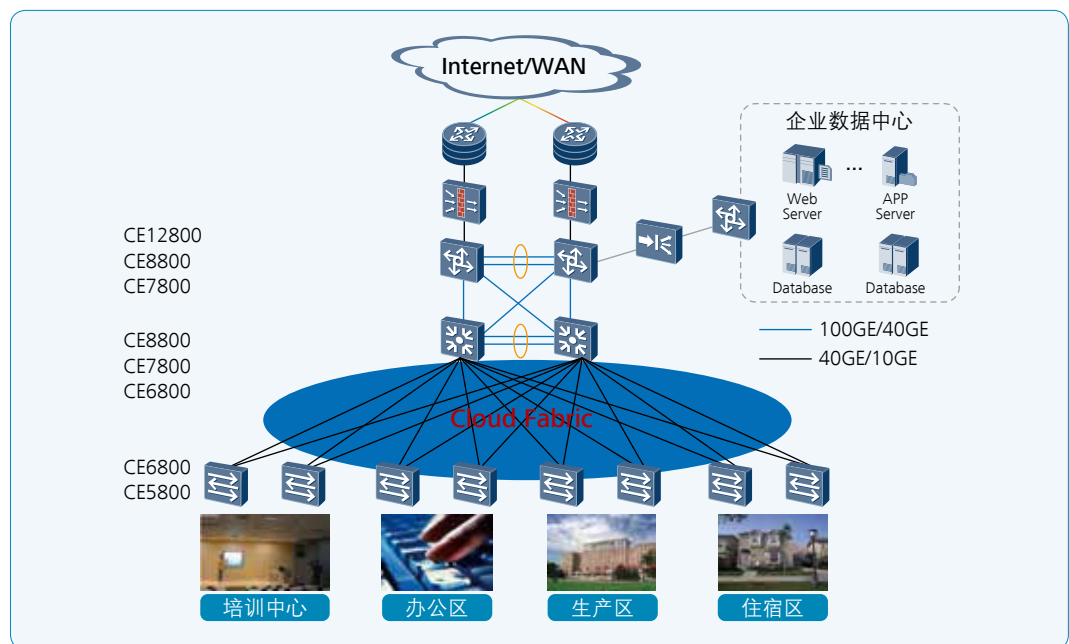 Internet/WAN
企业数据中心
...
Web
Server
APP
Server
Database
Database
CE12800
CE8800
CE7800
100GE/40GE
40GE/10GE
CE8800
CE7800
CE6800
Cloud Fabric
CE6800
CE5800
培训中心
办公区
生产区
住宿区